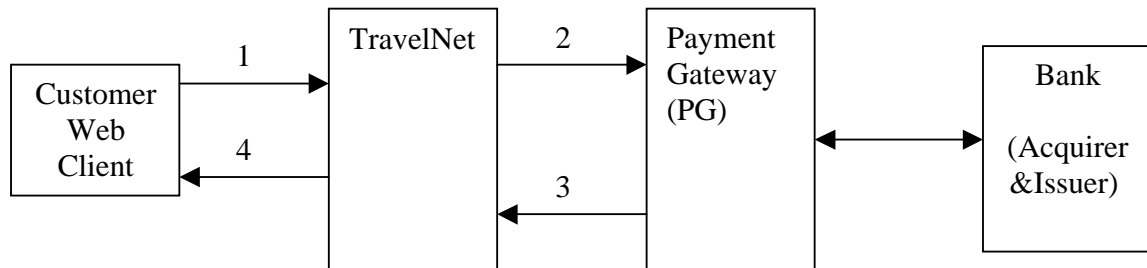 Customer
Web
Client
1
4
TravelNet
2
3
Payment
Gateway
(PG)
Bank
(Acquirer
&Issuer)